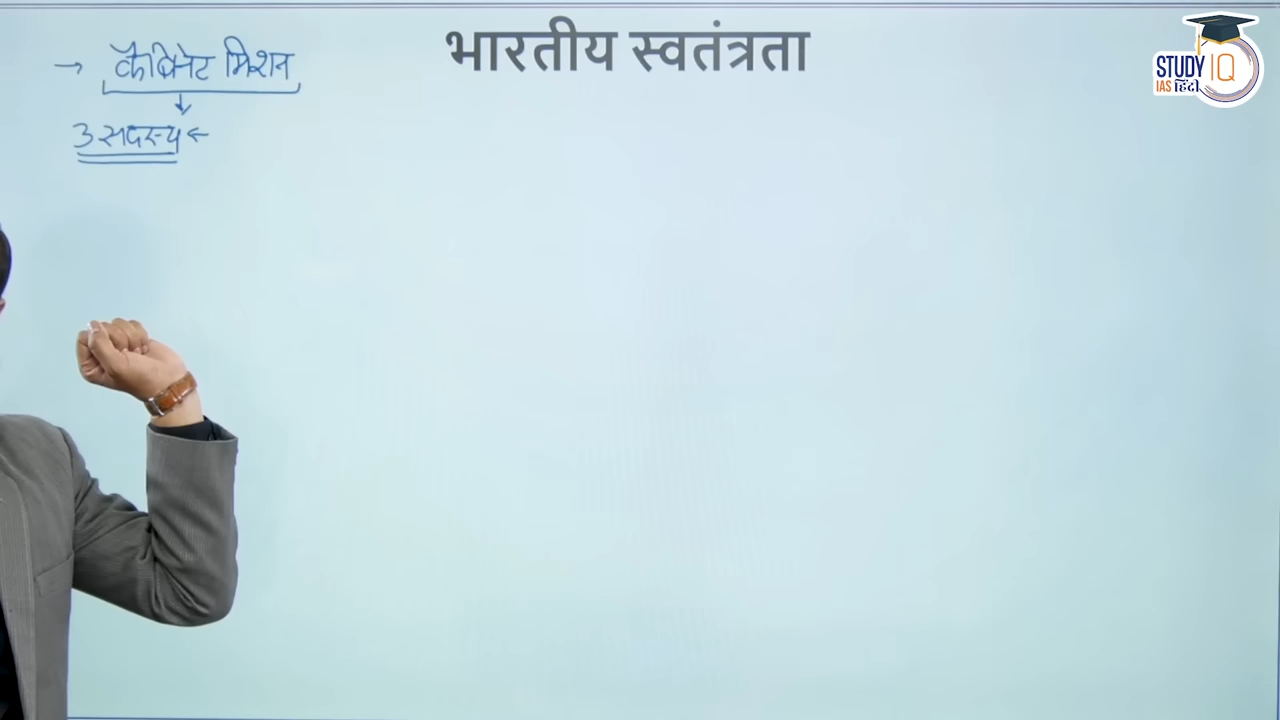 भारतीय स्वतंत्रता
→ कैबिनेट मिशन
↓
3 सदस्य ←
STUDY IQ
IAS हिंदी